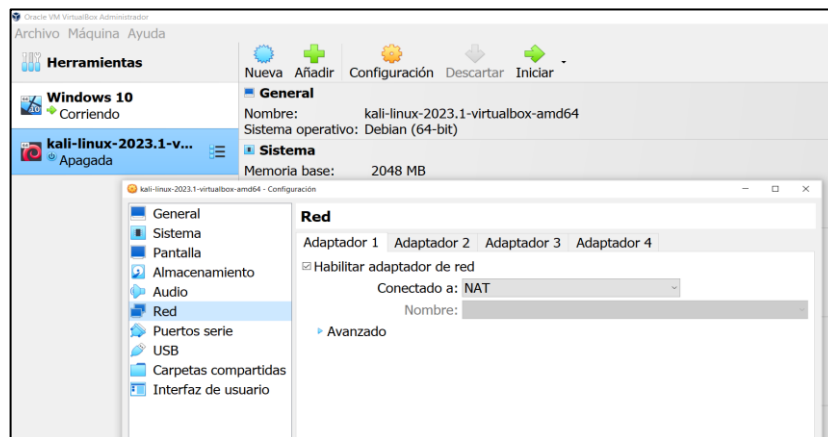 Oracle VM VirtualBox Administrador
Archivo Máquina Ayuda
Herramientas
Nueva Añadir Configuración Descartar Iniciar
Windows 10
Corriendo
kali-linux-2023.1-v...
Apagada
General
Nombre: kali-linux-2023.1-virtualbox-amd64
Sistema operativo: Debian (64-bit)
Sistema
Memoria base: 2048 MB
kali-linux-2023.1-virtualbox-amd64 - Configuración
General
Sistema
Pantalla
Almacenamiento
Audio
Red
Puertos serie
USB
Carpetas compartidas
Interfaz de usuario
Red
Adaptador 1 Adaptador 2 Adaptador 3 Adaptador 4
Habilitar adaptador de red
Conectado a: NAT
Nombre:
Avanzado